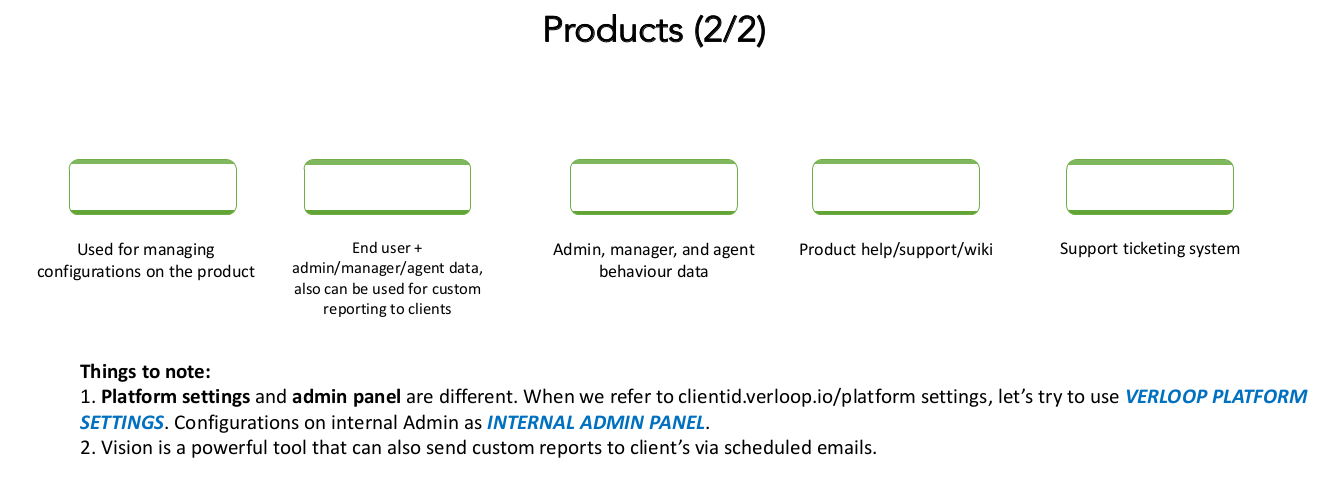 Products (2/2)
Used for managing
configurations on the product
End user +
admin/manager/agent data,
also can be used for custom
reporting to clients
Admin, manager, and agent
behaviour data
Product help/support/wiki
Support ticketing system
Things to note:
1. Platform settings and admin panel are different. When we refer to clientid.verloop.io/platform settings, let’s try to use VERLOOP PLATFORM
SETTINGS. Configurations on internal Admin as INTERNAL ADMIN PANEL.
2. Vision is a powerful tool that can also send custom reports to client’s via scheduled emails.